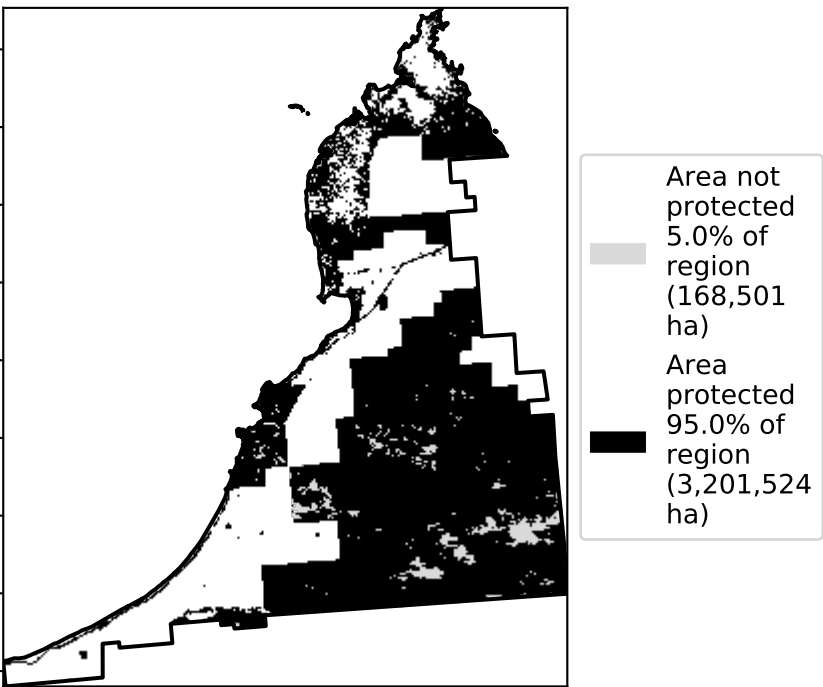 Area not
protected
5.0% of
region
(168,501
ha)
Area
protected
95.0% of
region
(3,201,524
ha)